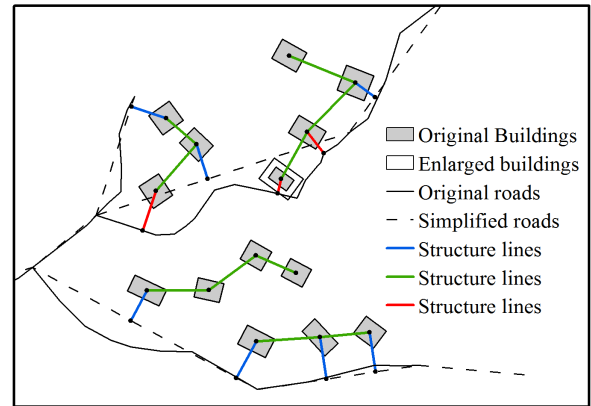 Original Buildings
Enlarged buildings
Original roads
Simplified roads
Structure lines
Structure lines
Structure lines